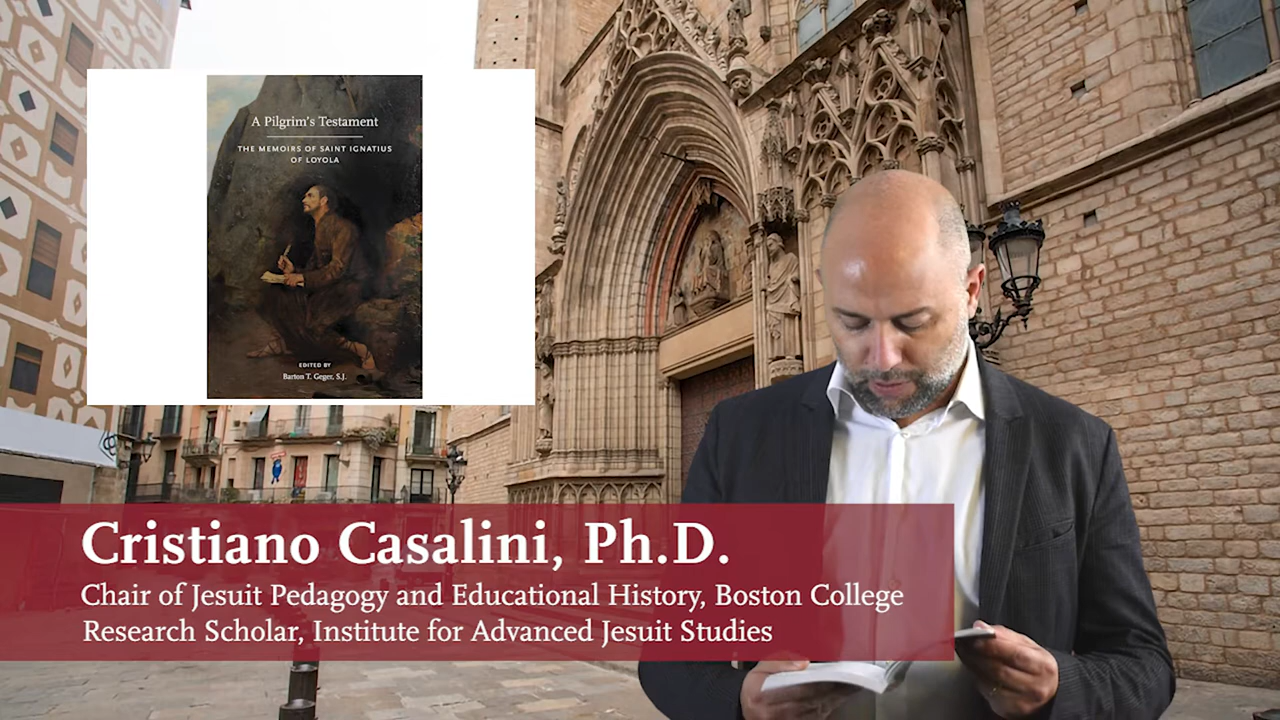 A Pilgrim's Testament
THE MEMOIRS OF SAINT IGNATIUS
OF LOYOLA
EDITED BY
Barton T. Geger, S.J.
Cristiano Casalini, Ph.D.
Chair of Jesuit Pedagogy and Educational History, Boston College
Research Scholar, Institute for Advanced Jesuit Studies